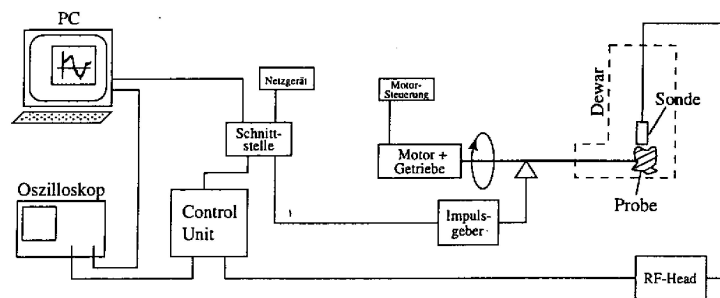 PC
Netzgerät
Motor-
Steuerung
Dewar
Sonde
Schnitt-
stelle
Motor +
Getriebe
Probe
Oszilloskop
Control
Unit
Impuls-
geber
RF-Head